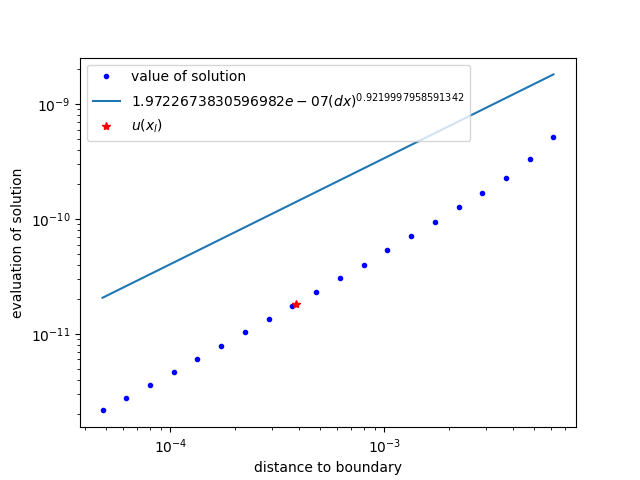 value of solution
1.9722673830596982e − 07(dx)^0.9219997958591342
u(x_l)
10^−9
10^−10
10^−11
evaluation of solution
10^−4
10^−3
distance to boundary